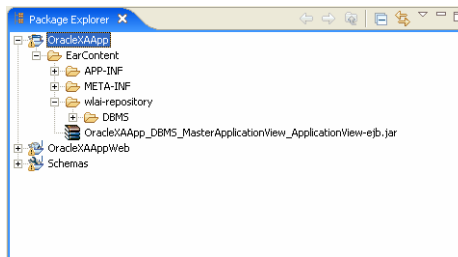 Package Explorer
OracleXAApp
EarContent
APP-INF
META-INF
wlai-repository
DBMS
OracleXAApp_DBMS_MasterApplicationView_ApplicationView-ejb.jar
OracleXAAppWeb
Schemas